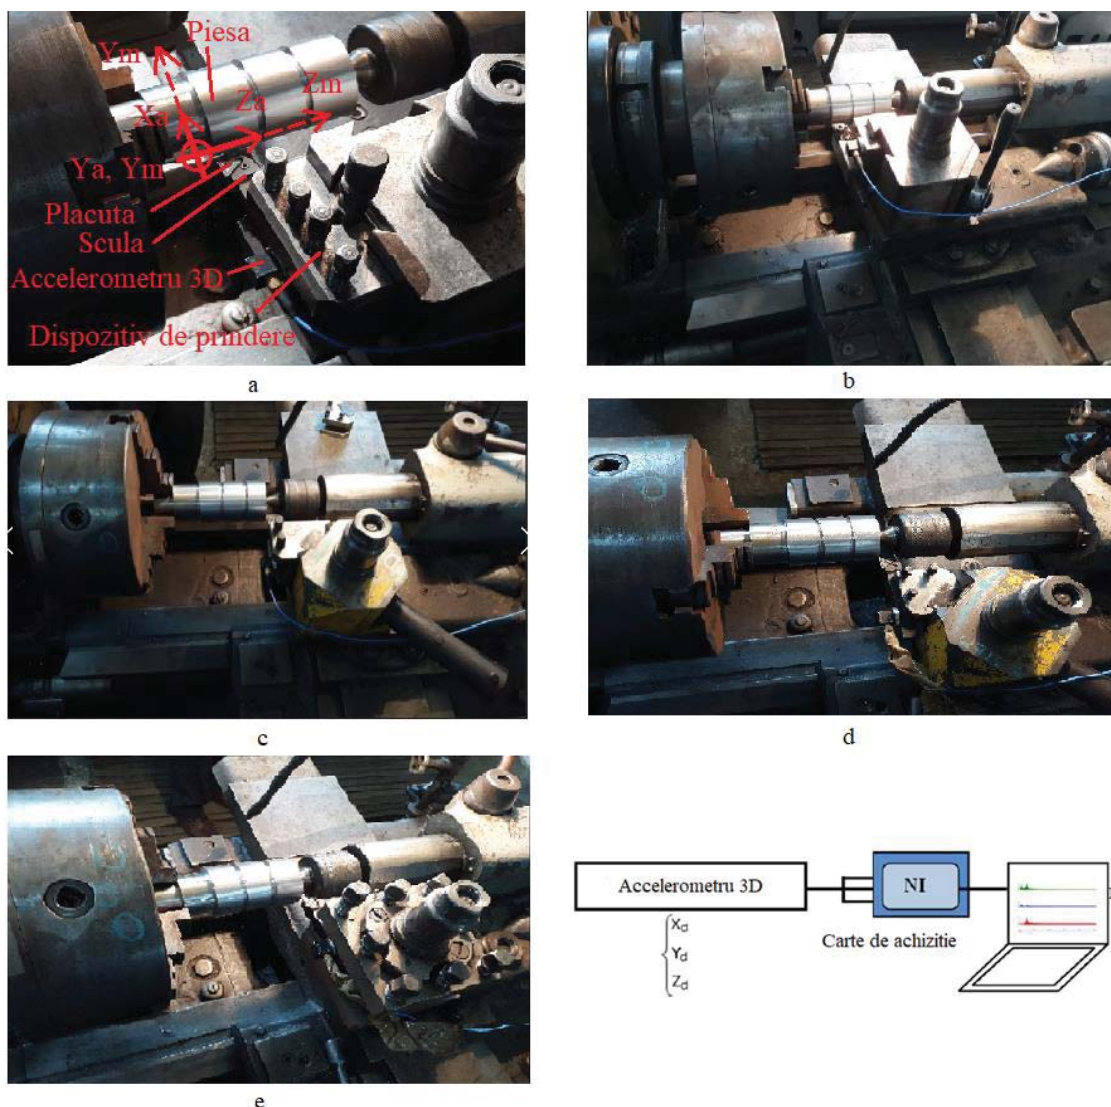 Piesa
Ym
Za
Zm
Xa
Ya, Ym
Placuta
Scula
Accelerometru 3D
Dispozitiv de prindere
a
b
c
d
e
Accelerometru 3D
NI
Carte de achizitie
Xd
Yd
Zd